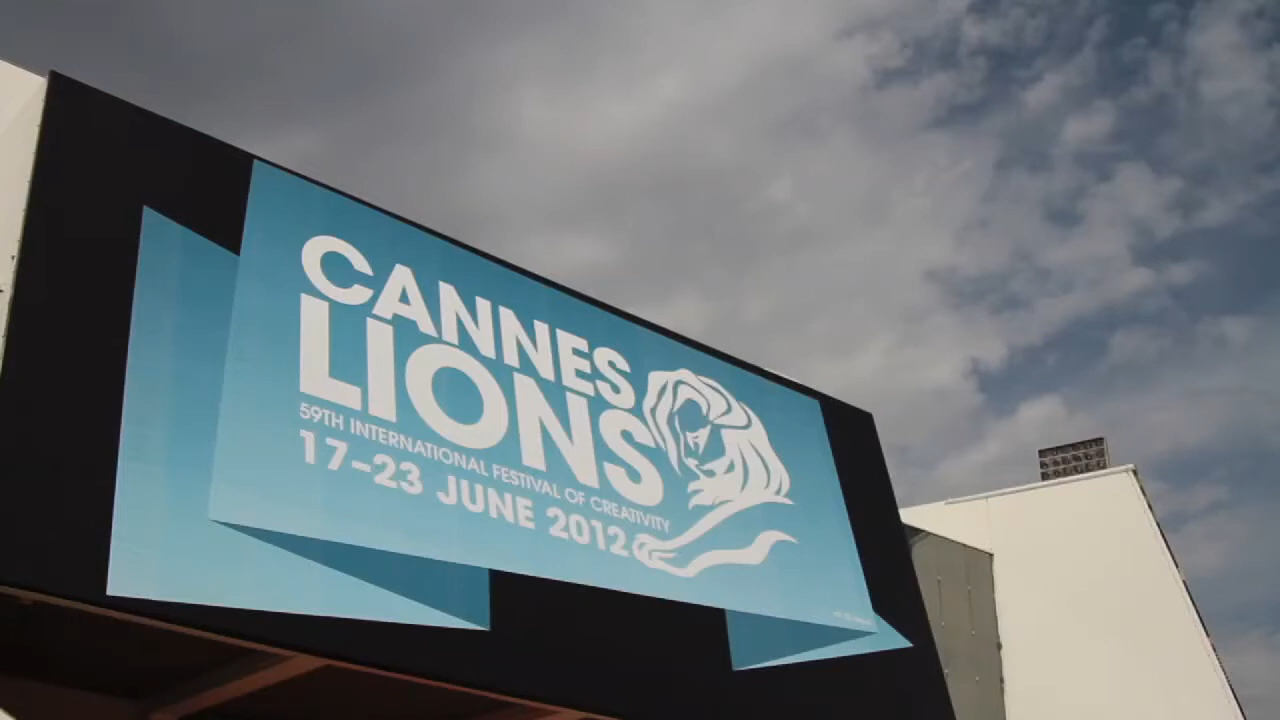 CANNES
LIONS
59TH INTERNATIONAL FESTIVAL OF CREATIVITY
17-23 JUNE 2012